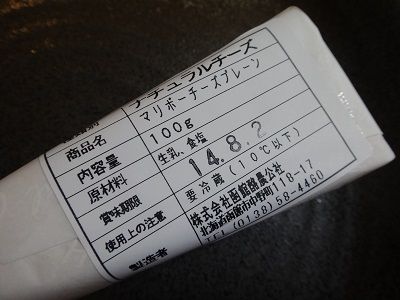 ナチュラルチーズ
商品名 マリボーチーズプレーン
内容量 100g
原材料 生乳、食塩
賞味期限 14.8.2
使用上の注意 要冷蔵(10℃以下)
製造者 株式会社函館酪農公社
北海道函館市中野町118-17
TEL(0138)58-4460